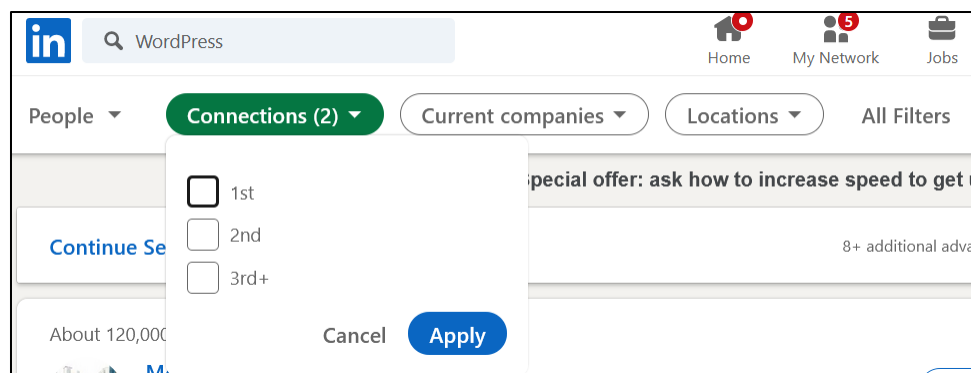 in
WordPress
5
Home
My Network
Jobs
People
Connections (2)
Current companies
Locations
All Filters
pecial offer: ask how to increase speed to get
1st
2nd
3rd+
Continue Se
8+ additional adva
Cancel
Apply
About 120,000